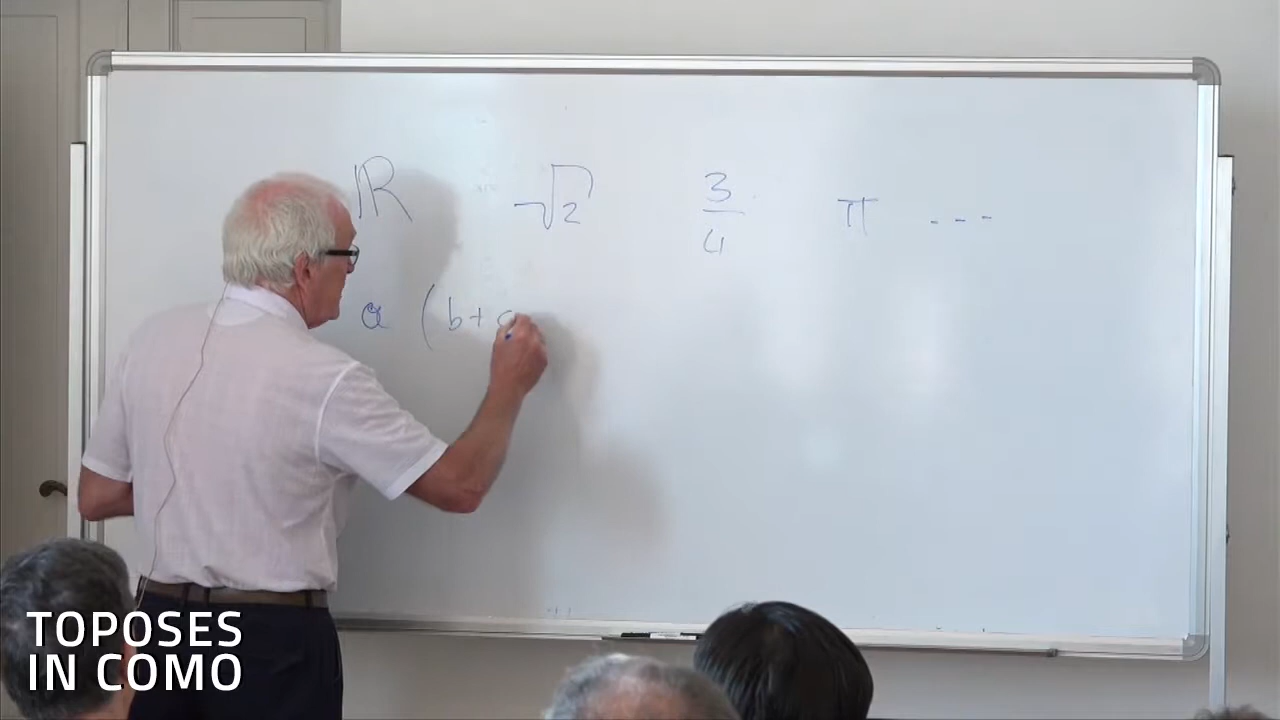 ℝ √2 3/4 π ---
a (b+c
TOPOSES
IN COMO